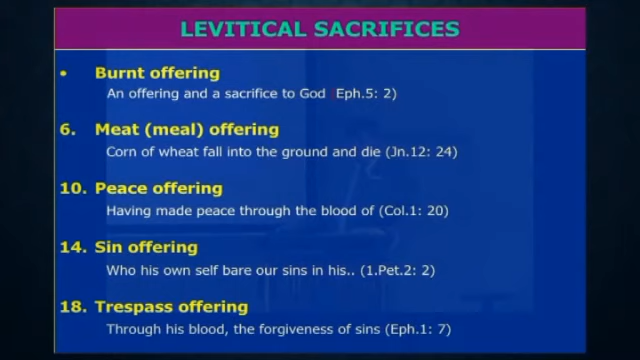 LEVITICAL SACRIFICES
• Burnt offering
An offering and a sacrifice to God (Eph.5: 2)
6. Meat (meal) offering
Corn of wheat fall into the ground and die (Jn.12: 24)
10. Peace offering
Having made peace through the blood of (Col.1: 20)
14. Sin offering
Who his own self bare our sins in his.. (1.Pet.2: 2)
18. Trespass offering
Through his blood, the forgiveness of sins (Eph.1: 7)